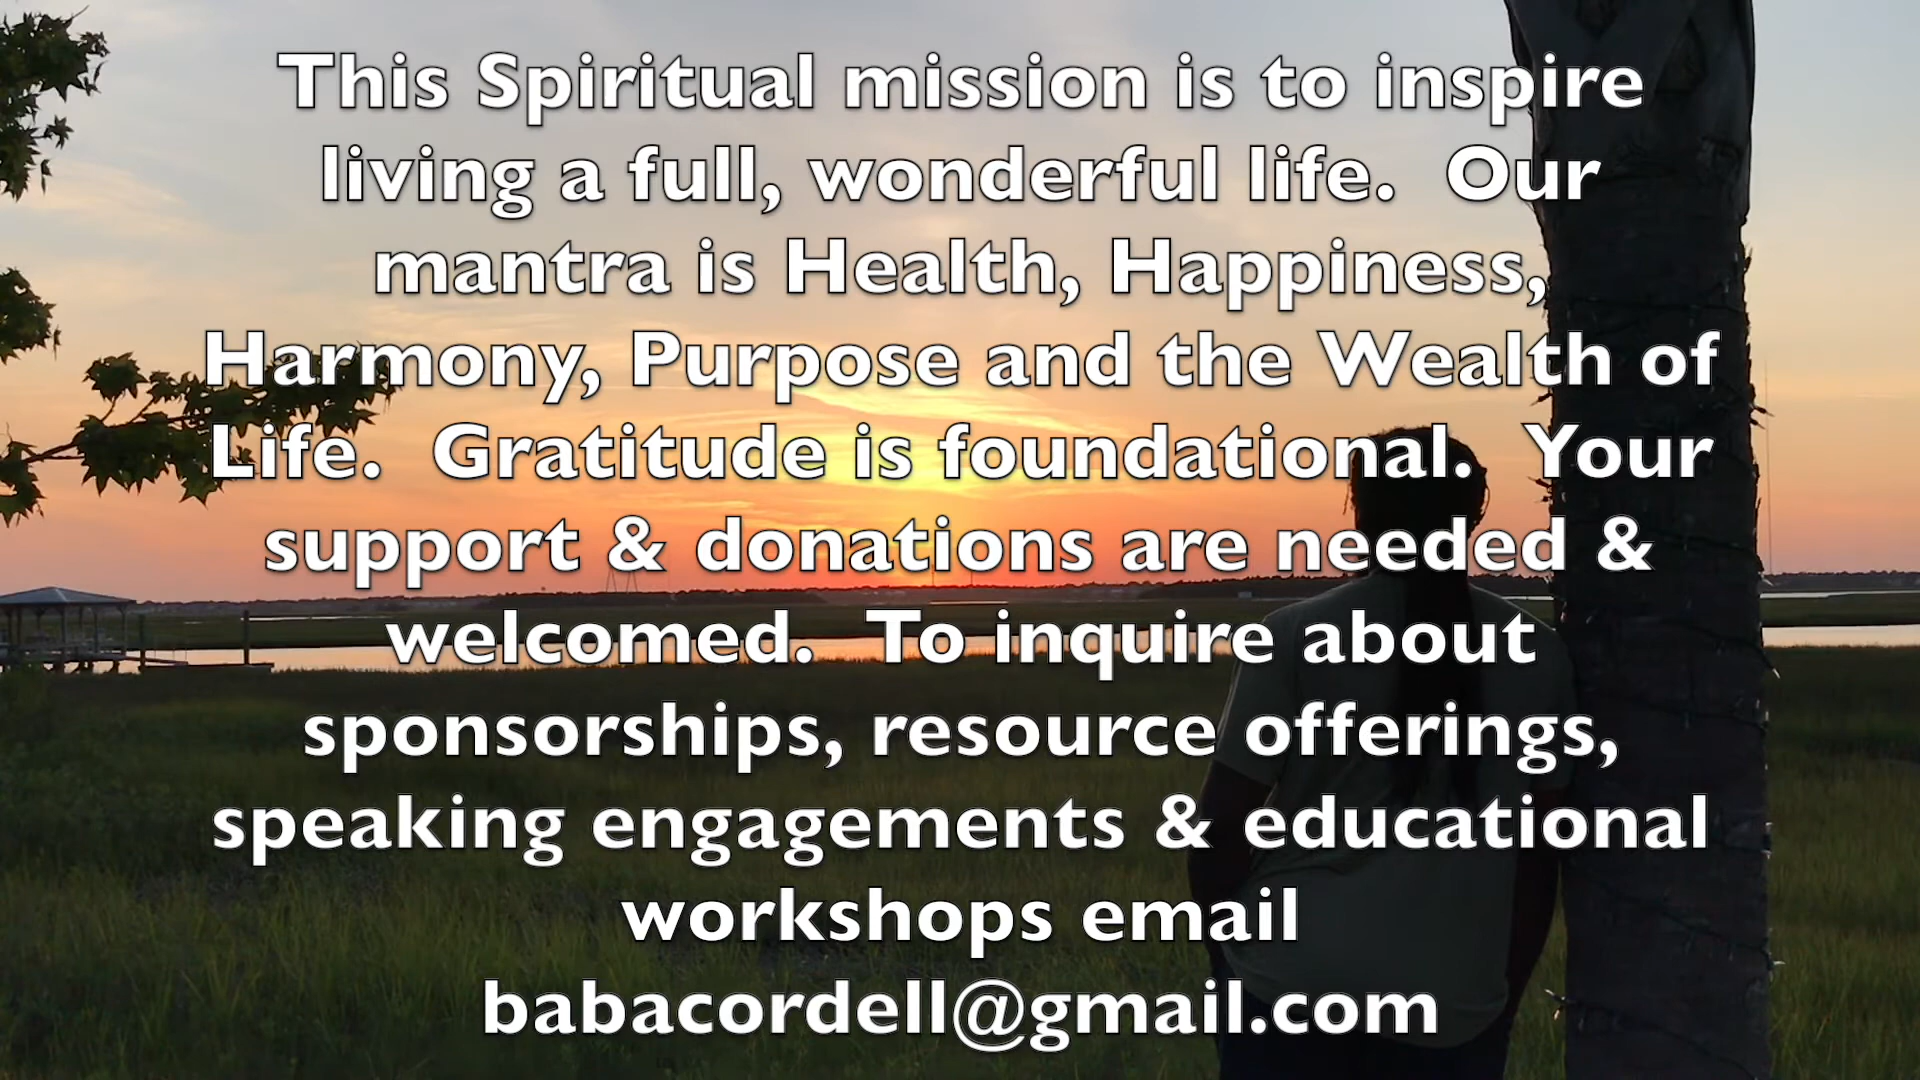 This Spiritual mission is to inspire
living a full, wonderful life.  Our
mantra is Health, Happiness,
Harmony, Purpose and the Wealth of
Life.  Gratitude is foundational.  Your
support & donations are needed &
welcomed.  To inquire about
sponsorships, resource offerings,
speaking engagements & educational
workshops email
babacordell@gmail.com